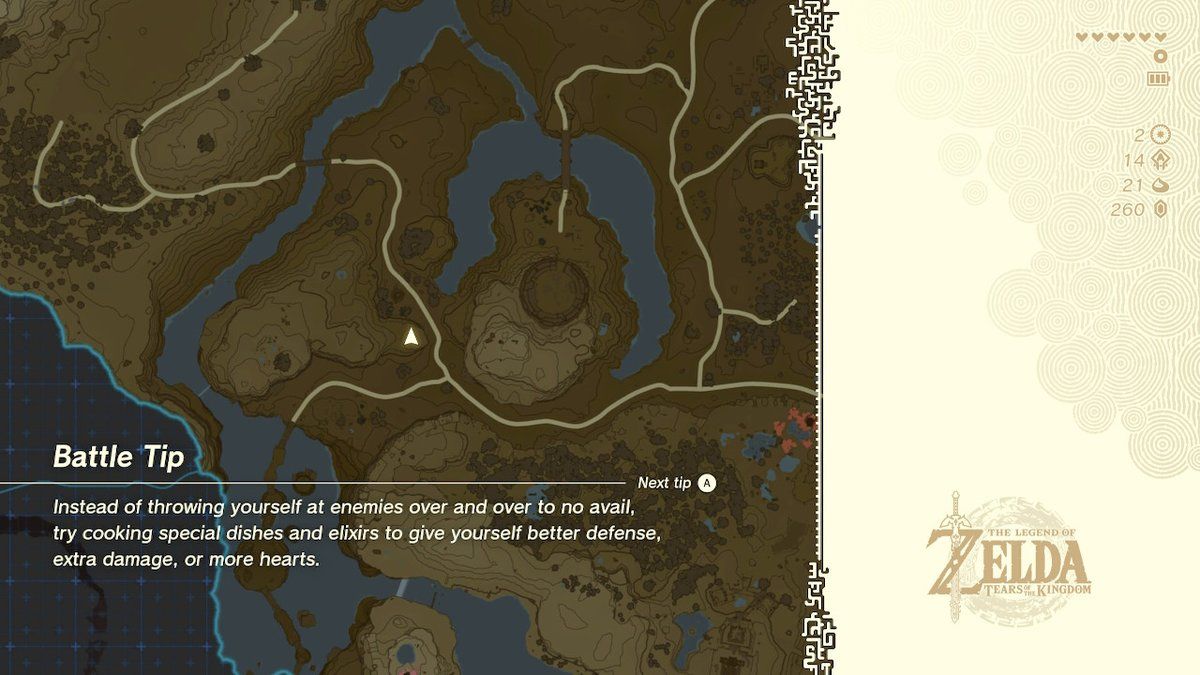 2
14
21
260
Battle Tip
Next tip A
Instead of throwing yourself at enemies over and over to no avail,
try cooking special dishes and elixirs to give yourself better defense,
extra damage, or more hearts.
THE LEGEND OF
ZELDA
TEARS OF THE KINGDOM